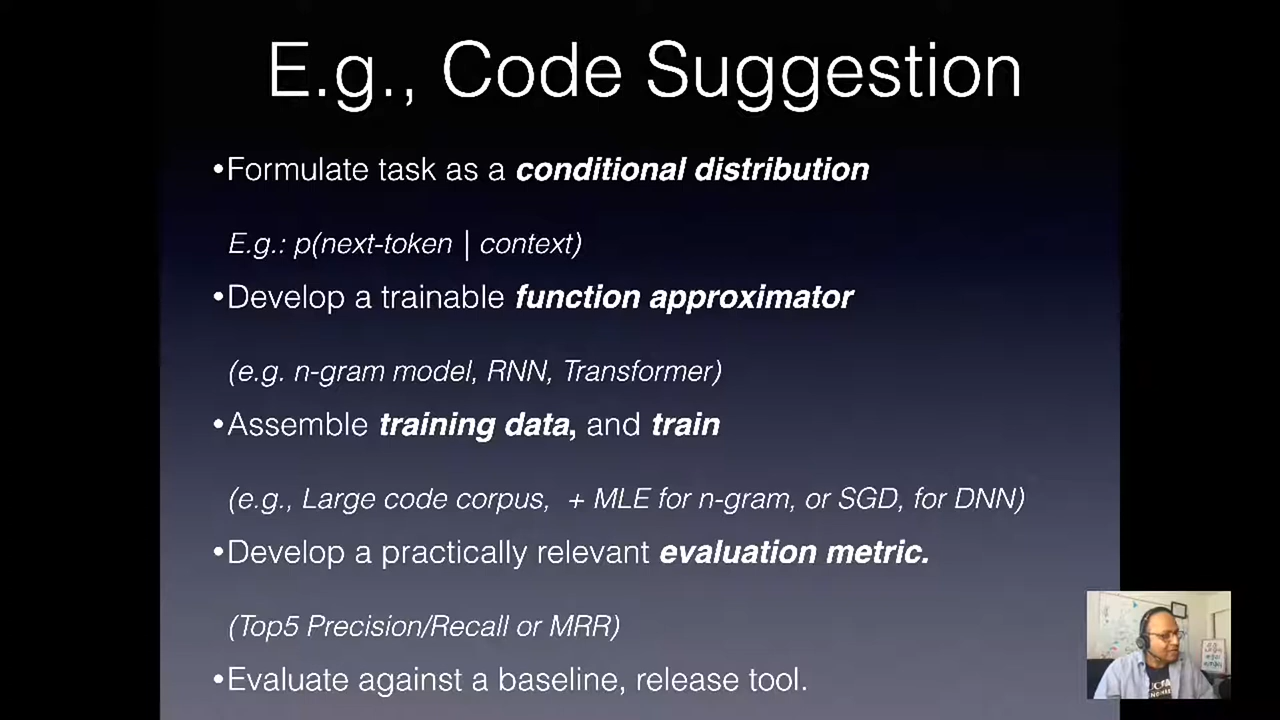 E.g., Code Suggestion
•Formulate task as a conditional distribution
E.g.: p(next-token | context)
•Develop a trainable function approximator
(e.g. n-gram model, RNN, Transformer)
•Assemble training data, and train
(e.g., Large code corpus,  + MLE for n-gram, or SGD, for DNN)
•Develop a practically relevant evaluation metric.
(Top5 Precision/Recall or MRR)
•Evaluate against a baseline, release tool.